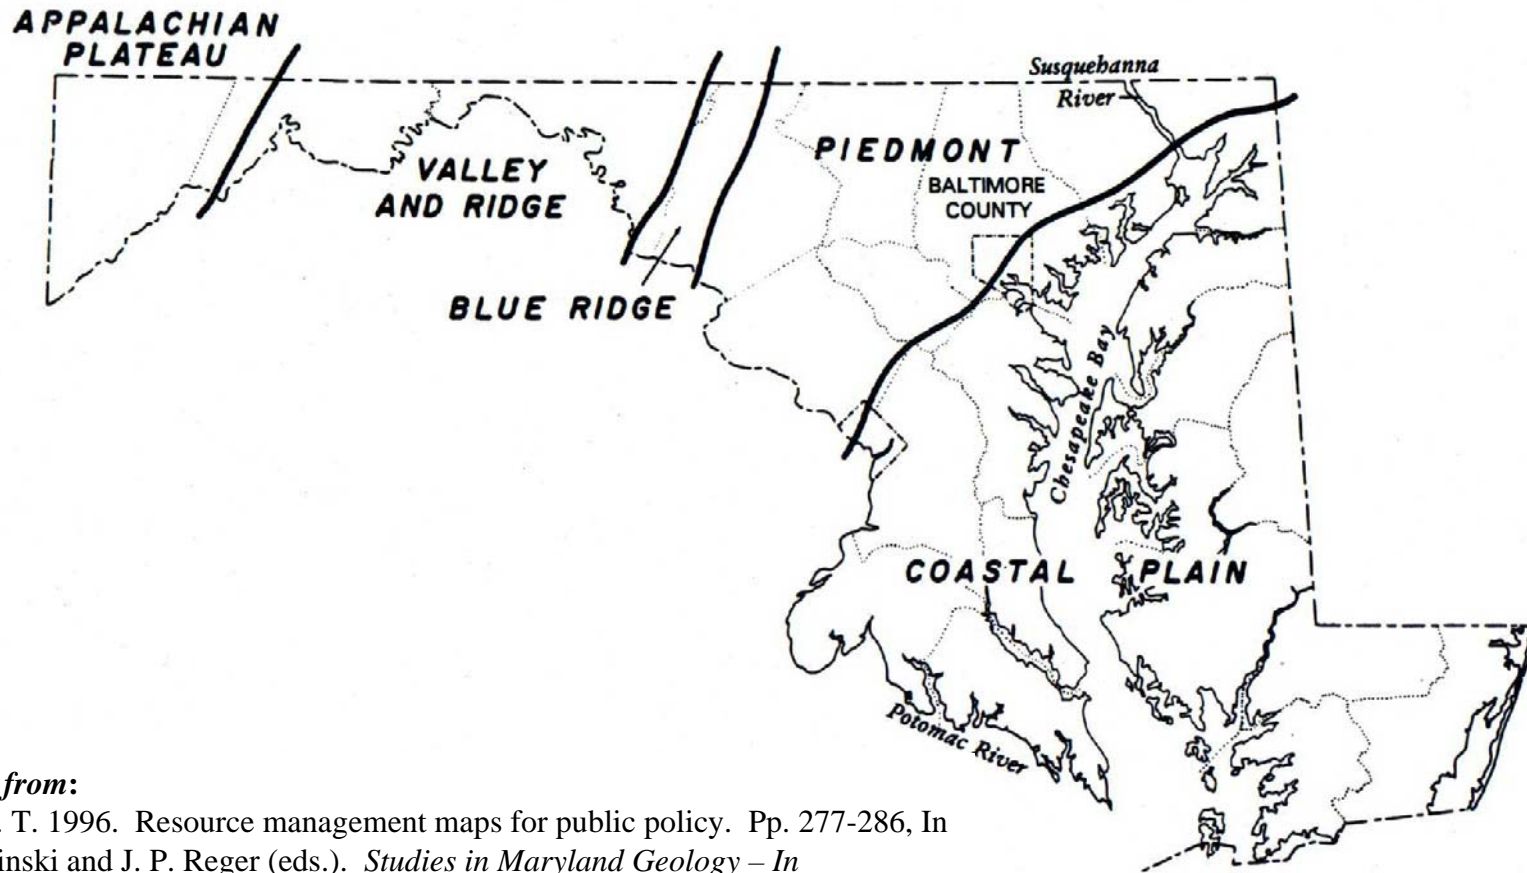 APPALACHIAN
PLATEAU
Susquehanna
River
PIEDMONT
VALLEY
AND RIDGE
BALTIMORE
COUNTY
BLUE RIDGE
Chesapeake Bay
COASTAL PLAIN
Potomac River
from:
. T. 1996. Resource management maps for public policy. Pp. 277-286, In
inski and J. P. Reger (eds.). Studies in Maryland Geology – In